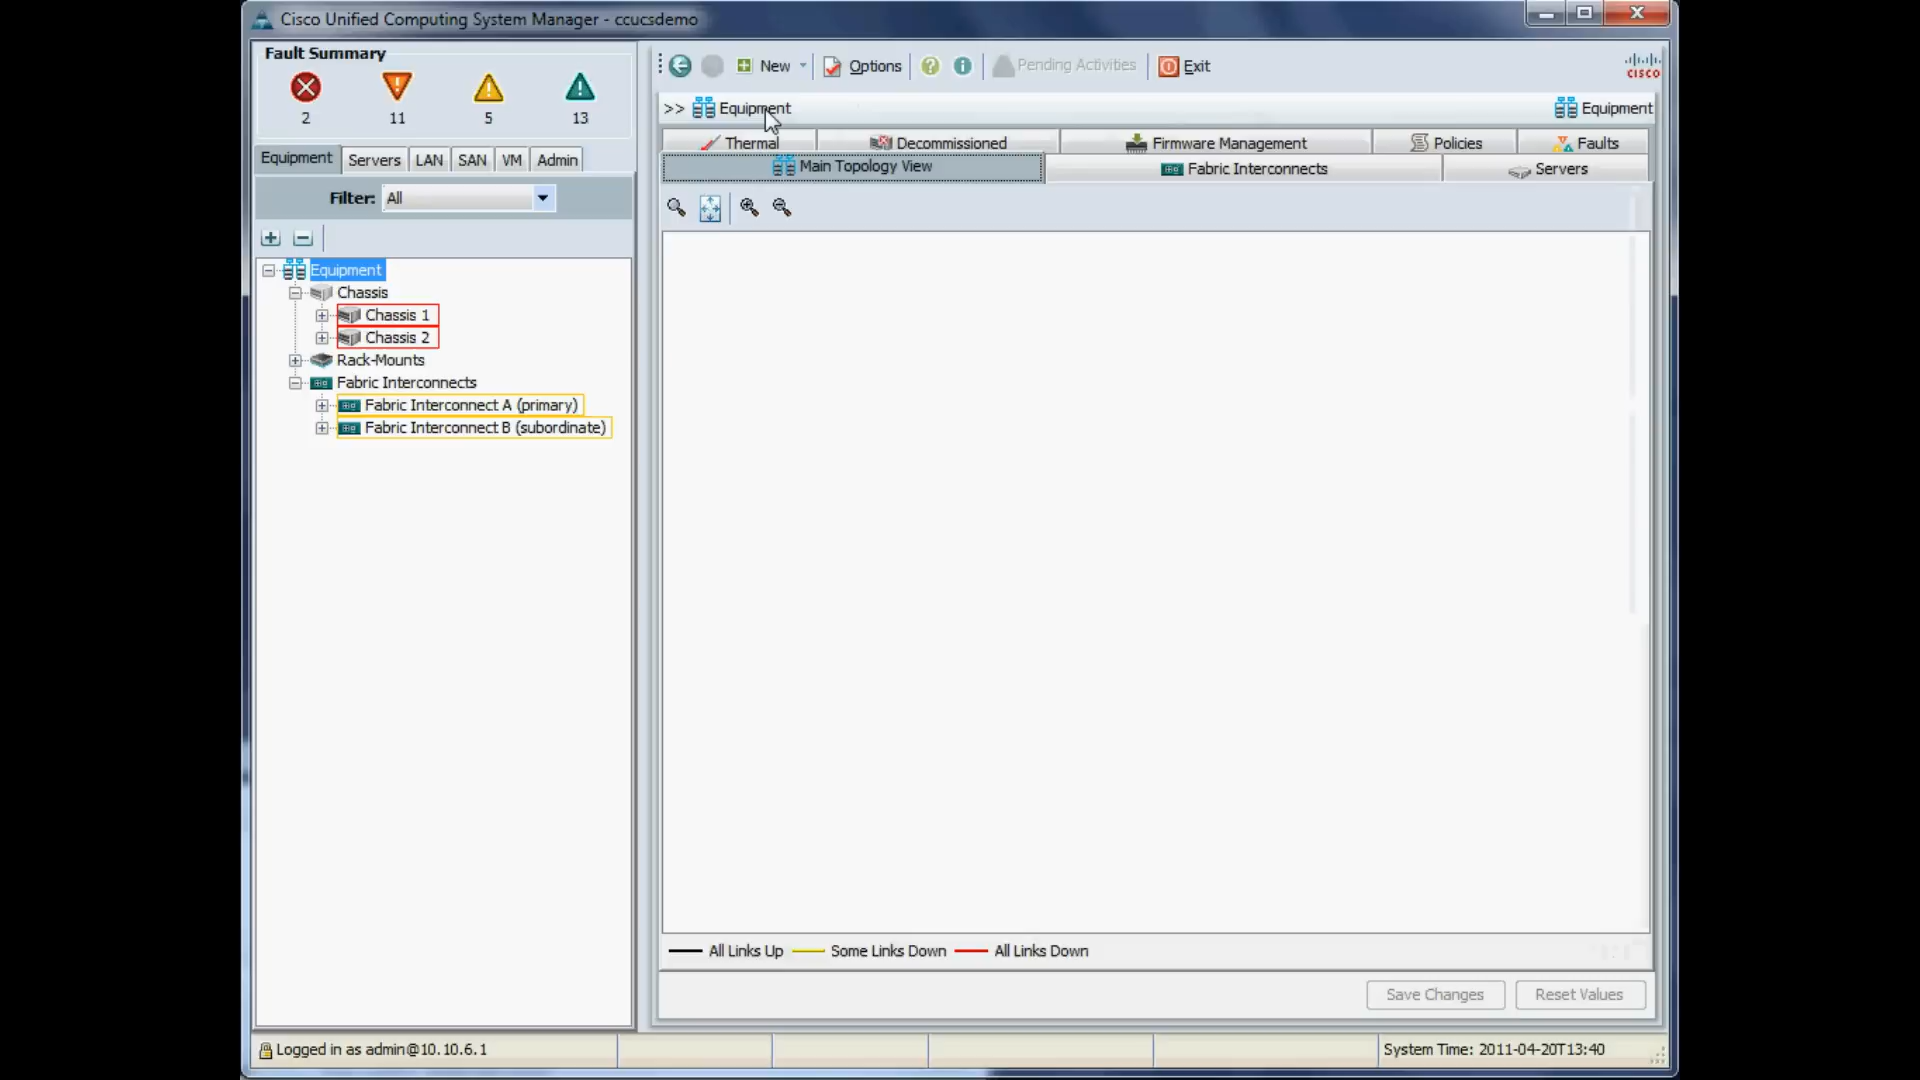 Cisco Unified Computing System Manager - ccucsdemo
Fault Summary
2 11 5 13
Equipment Servers LAN SAN VM Admin
Filter: All
Equipment
Chassis
Chassis 1
Chassis 2
Rack-Mounts
Fabric Interconnects
Fabric Interconnect A (primary)
Fabric Interconnect B (subordinate)
New Options Pending Activities Exit
CISCO
>> Equipment Equipment
Thermal Decommissioned Firmware Management Policies Faults
Main Topology View Fabric Interconnects Servers
All Links Up Some Links Down All Links Down
Save Changes Reset Values
Logged in as admin@10.10.6.1 System Time: 2011-04-20T13:40